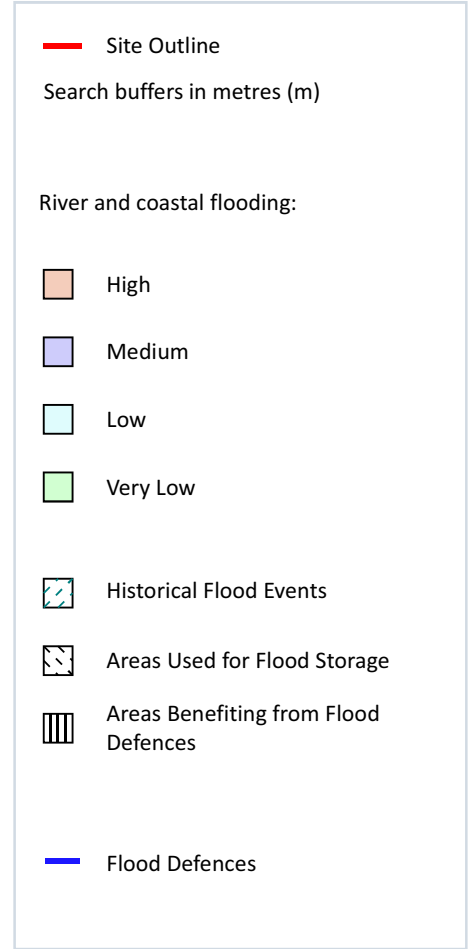 Site Outline
Search buffers in metres (m)
River and coastal flooding:
High
Medium
Low
Very Low
Historical Flood Events
Areas Used for Flood Storage
Areas Benefiting from Flood
Defences
Flood Defences